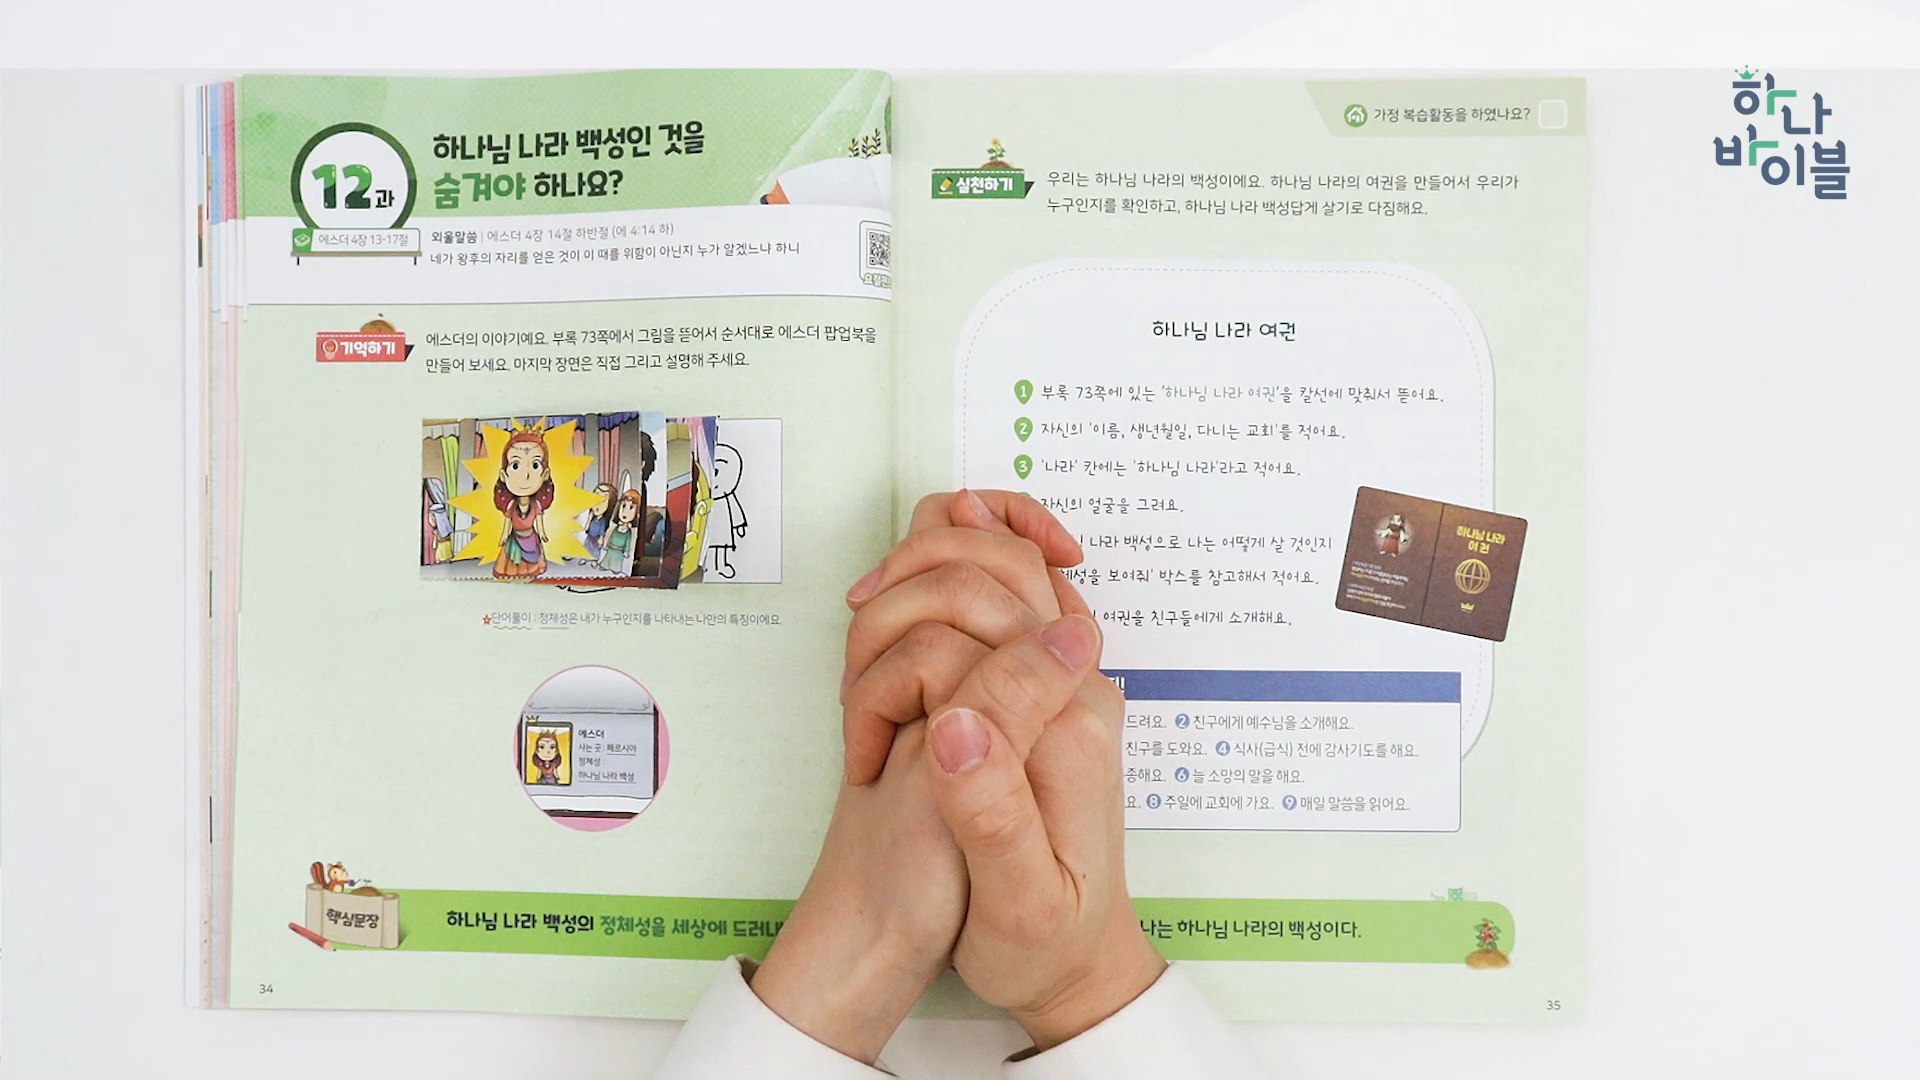 하나
바이블
12과
하나님 나라 백성인 것을
숨겨야 하나요?
에스더 4장 13-17절
외울말씀 | 에스더 4장 14절 하반절 (에 4:14 하)
네가 왕후의 자리를 얻은 것이 이 때를 위함이 아닌지 누가 알겠느냐 하니
기억하기
에스더의 이야기예요. 부록 73쪽에서 그림을 뜯어서 순서대로 에스더 팝업북을
만들어 보세요. 마지막 장면은 직접 그리고 설명해 주세요.
단어풀이 : 정체성은 내가 누구인지를 나타내는 나만의 특징이에요.
에스더
사는 곳 : 페르시아
정체성 :
하나님 나라 백성
핵심문장
하나님 나라 백성의 정체성을 세상에 드러내
34
가정 복습활동을 하였나요?
실천하기
우리는 하나님 나라의 백성이에요. 하나님 나라의 여권을 만들어서 우리가
누구인지를 확인하고, 하나님 나라 백성답게 살기로 다짐해요.
하나님 나라 여권
1 부록 73쪽에 있는 '하나님 나라 여권'을 칼선에 맞춰서 뜯어요.
2 자신의 '이름, 생년월일, 다니는 교회'를 적어요.
3 '나라' 칸에는 '하나님 나라'라고 적어요.
자신의 얼굴을 그려요.
나라 백성으로 나는 어떻게 살 것인지
체성을 보여줘' 박스를 참고해서 적어요.
여권을 친구들에게 소개해요.
하나님 나라
여권
드려요. 2 친구에게 예수님을 소개해요.
친구를 도와요. 4 식사(급식) 전에 감사기도를 해요.
종해요. 6 늘 소망의 말을 해요.
요. 8 주일에 교회에 가요. 9 매일 말씀을 읽어요.
나는 하나님 나라의 백성이다.
35